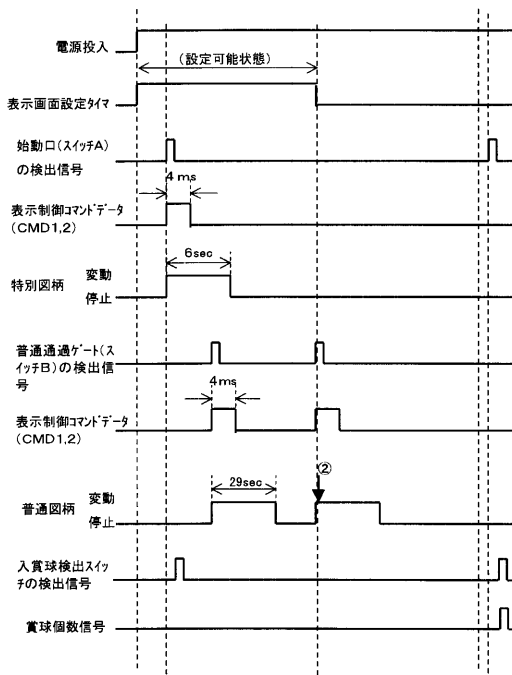 電源投入
(設定可能状態)
表示画面設定タイマ
始動口(スイッチA)
の検出信号
4ms
表示制御コマンドデータ
(CMD1,2)
6sec
特別図柄
変動
停止
普通通過ゲート(ス
イッチB)の検出信
号
4ms
表示制御コマンドデータ
(CMD1,2)
②
29sec
普通図柄
変動
停止
入賞球検出スイッ
チの検出信号
賞球個数信号